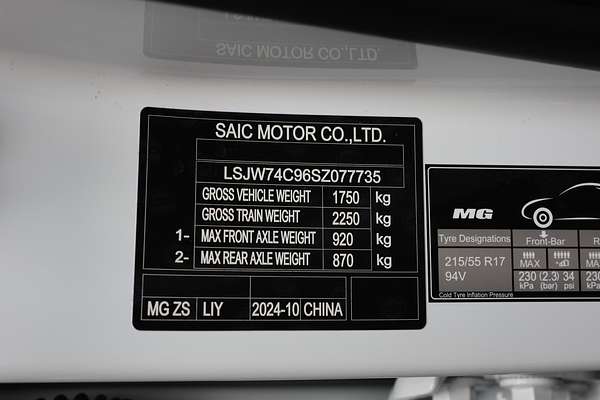 SAIC MOTOR CO.,LTD.
SAIC MOTOR CO.,LTD.
LSJW74C96SZ077735
GROSS VEHICLE WEIGHT 1750 kg
GROSS TRAIN WEIGHT 2250 kg
1- MAX FRONT AXLE WEIGHT 920 kg
2- MAX REAR AXLE WEIGHT 870 kg
MG ZS LIY 2024-10 CHINA
MG
Tyre Designations Front-Bar
MAX
215/55 R17
94V
230 (2.3) 34 230
kPa (bar) psi kPa
Cold Tyre Inflation Pressure